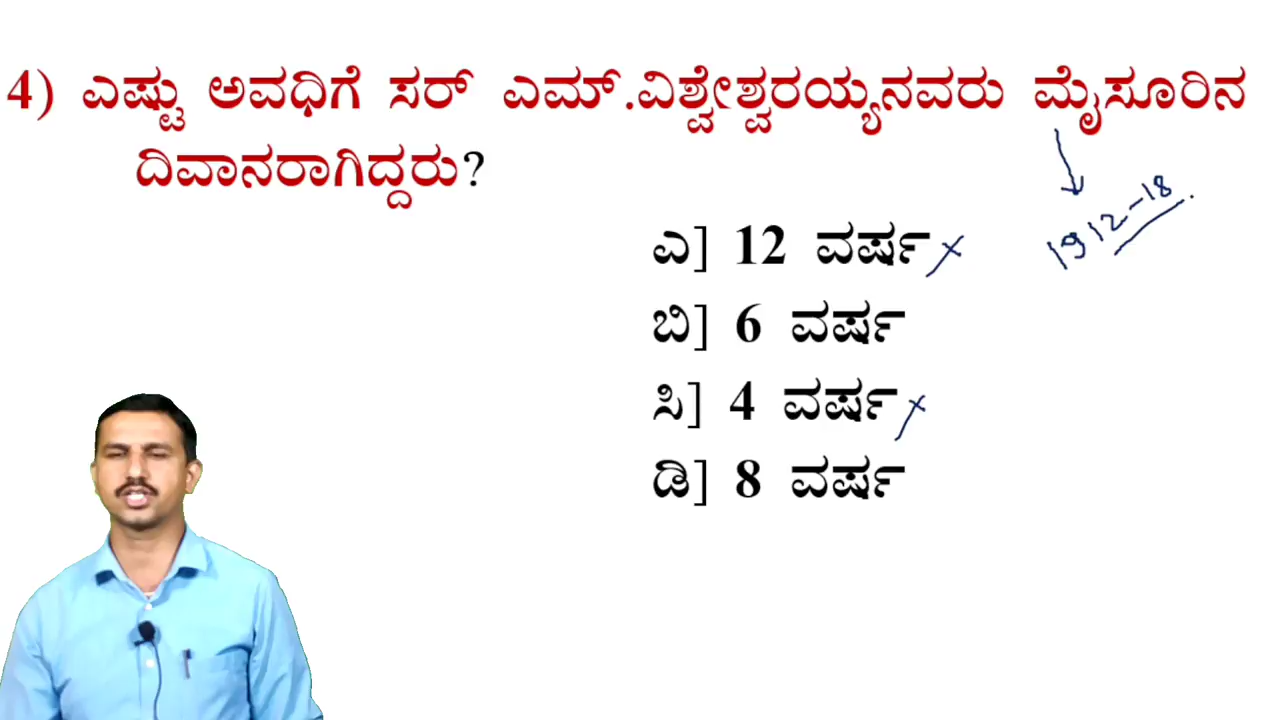 4) ಎಷ್ಟು ಅವಧಿಗೆ ಸರ್ ಎಮ್.ವಿಶ್ವೇಶ್ವರಯ್ಯನವರು ಮೈಸೂರಿನ
ದಿವಾನರಾಗಿದ್ದರು?
1912-18.
ಎ] 12 ವರ್ಷ
ಬಿ] 6 ವರ್ಷ
ಸಿ] 4 ವರ್ಷ
ಡಿ] 8 ವರ್ಷ